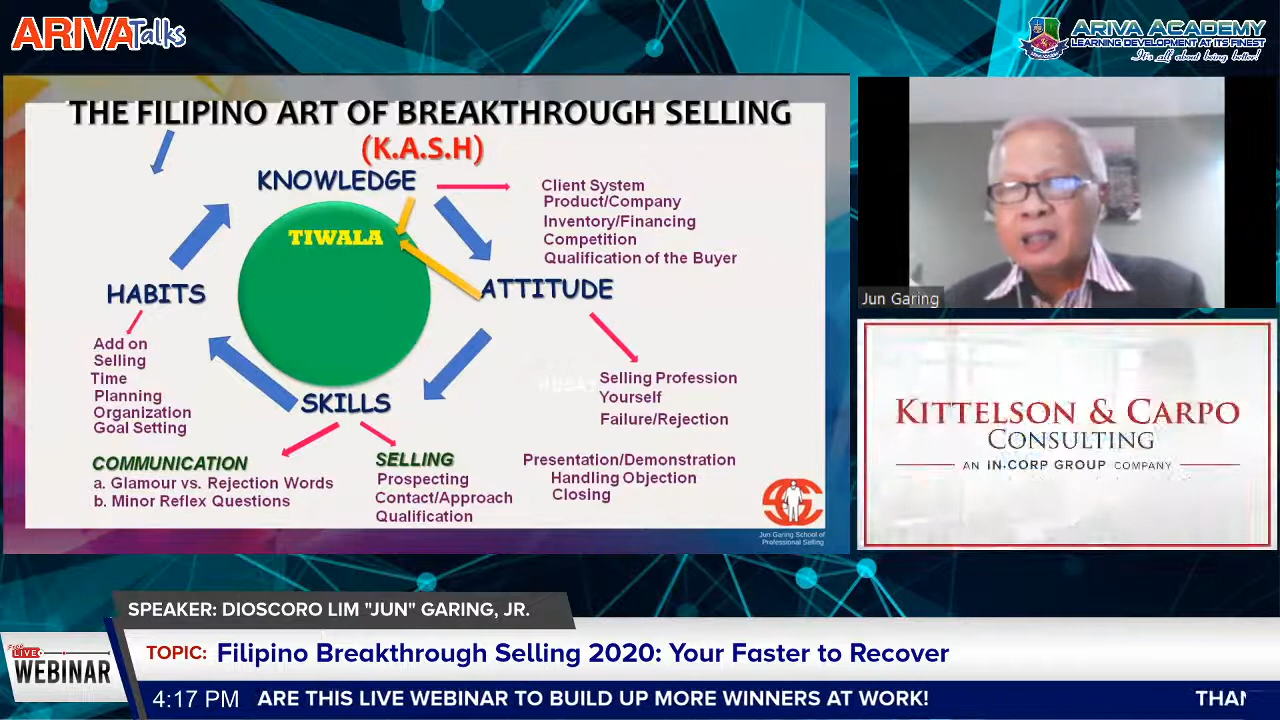 ARIVATalks
ARIVA ACADEMY
LEARNING DEVELOPMENT AT ITS FINEST
It's all about being better!
THE FILIPINO ART OF BREAKTHROUGH SELLING
(K.A.S.H)
KNOWLEDGE
Client System
Product/Company
Inventory/Financing
Competition
Qualification of the Buyer
TIWALA
HABITS
ATTITUDE
Add on
Selling
Time
Planning
Organization
Goal Setting
Selling Profession
Yourself
Failure/Rejection
SKILLS
COMMUNICATION
a. Glamour vs. Rejection Words
b. Minor Reflex Questions
SELLING
Prospecting
Contact/Approach
Qualification
Presentation/Demonstration
Handling Objection
Closing
Jun Garing School of
Professional Selling
Jun Garing
KITTELSON & CARPO
CONSULTING
AN IN.CORP GROUP COMPANY
SPEAKER: DIOSCORO LIM "JUN" GARING, JR.
Free
LIVE
WEBINAR
TOPIC: Filipino Breakthrough Selling 2020: Your Faster to Recover
4:17 PM ARE THIS LIVE WEBINAR TO BUILD UP MORE WINNERS AT WORK! THAN